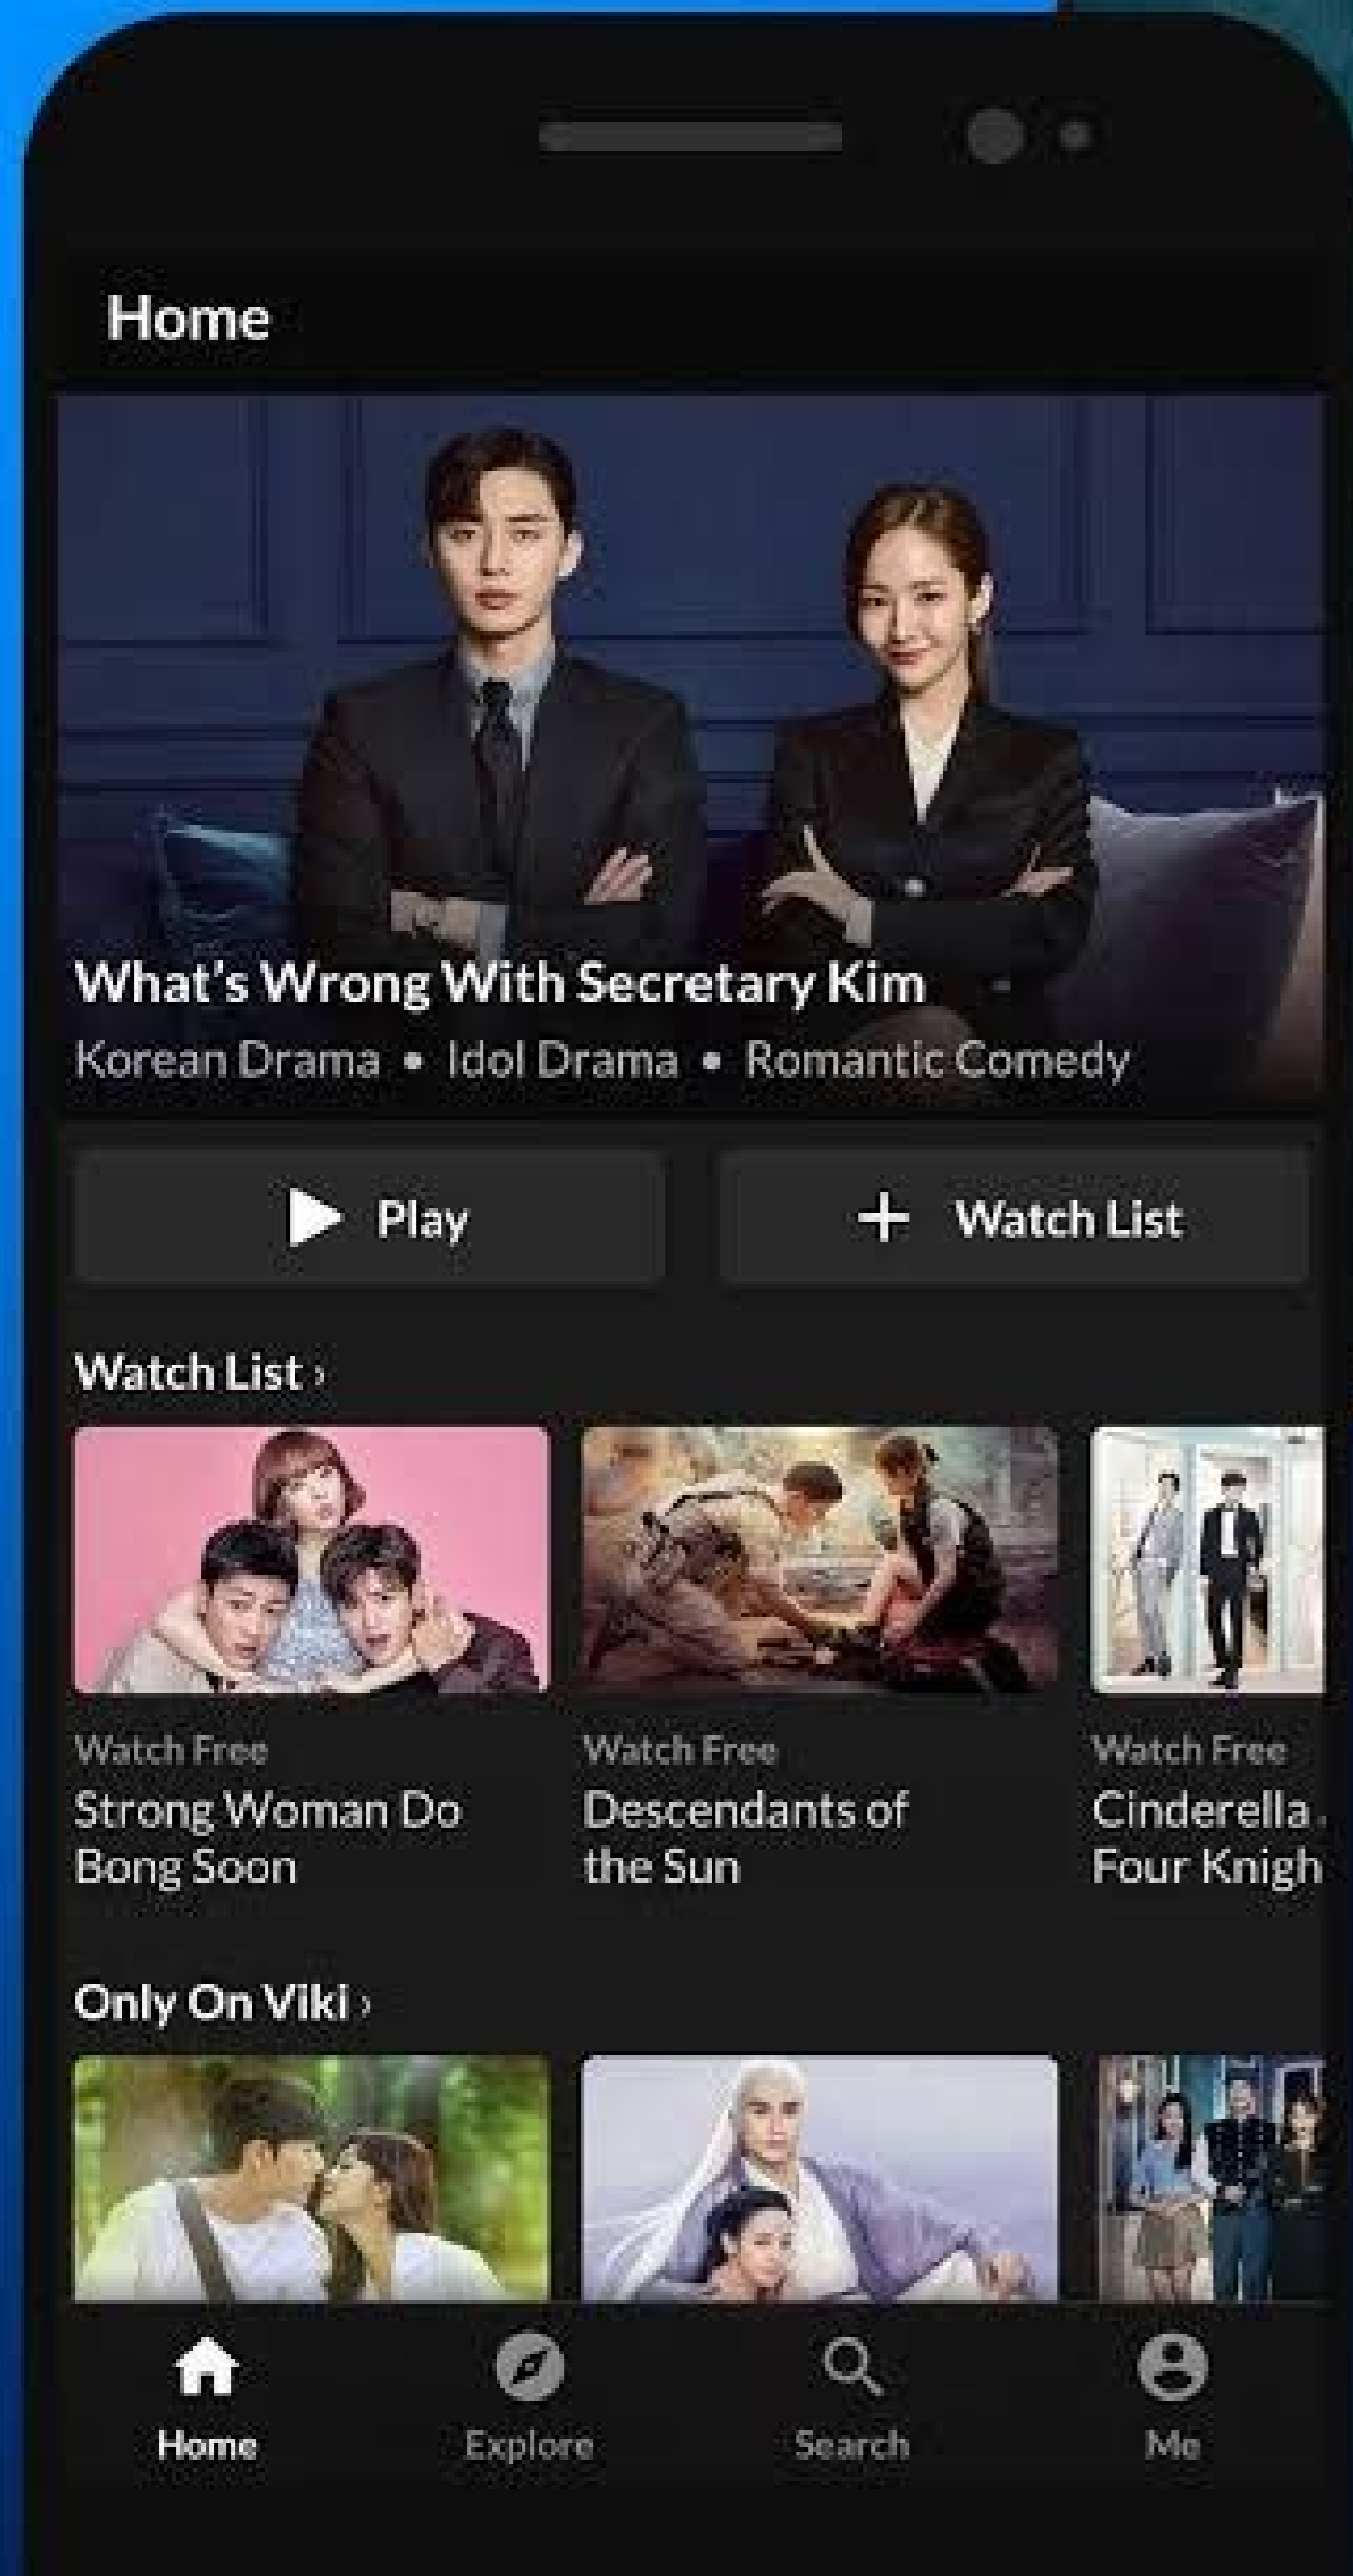 Home
What's Wrong With Secretary Kim
Korean Drama • Idol Drama • Romantic Comedy
Play
Watch List
Watch List ›
Watch Free
Strong Woman Do
Bong Soon
Watch Free
Descendants of
the Sun
Watch Free
Cinderella
Four Knigh
Only On Viki ›
Home
Explore
Search
Me